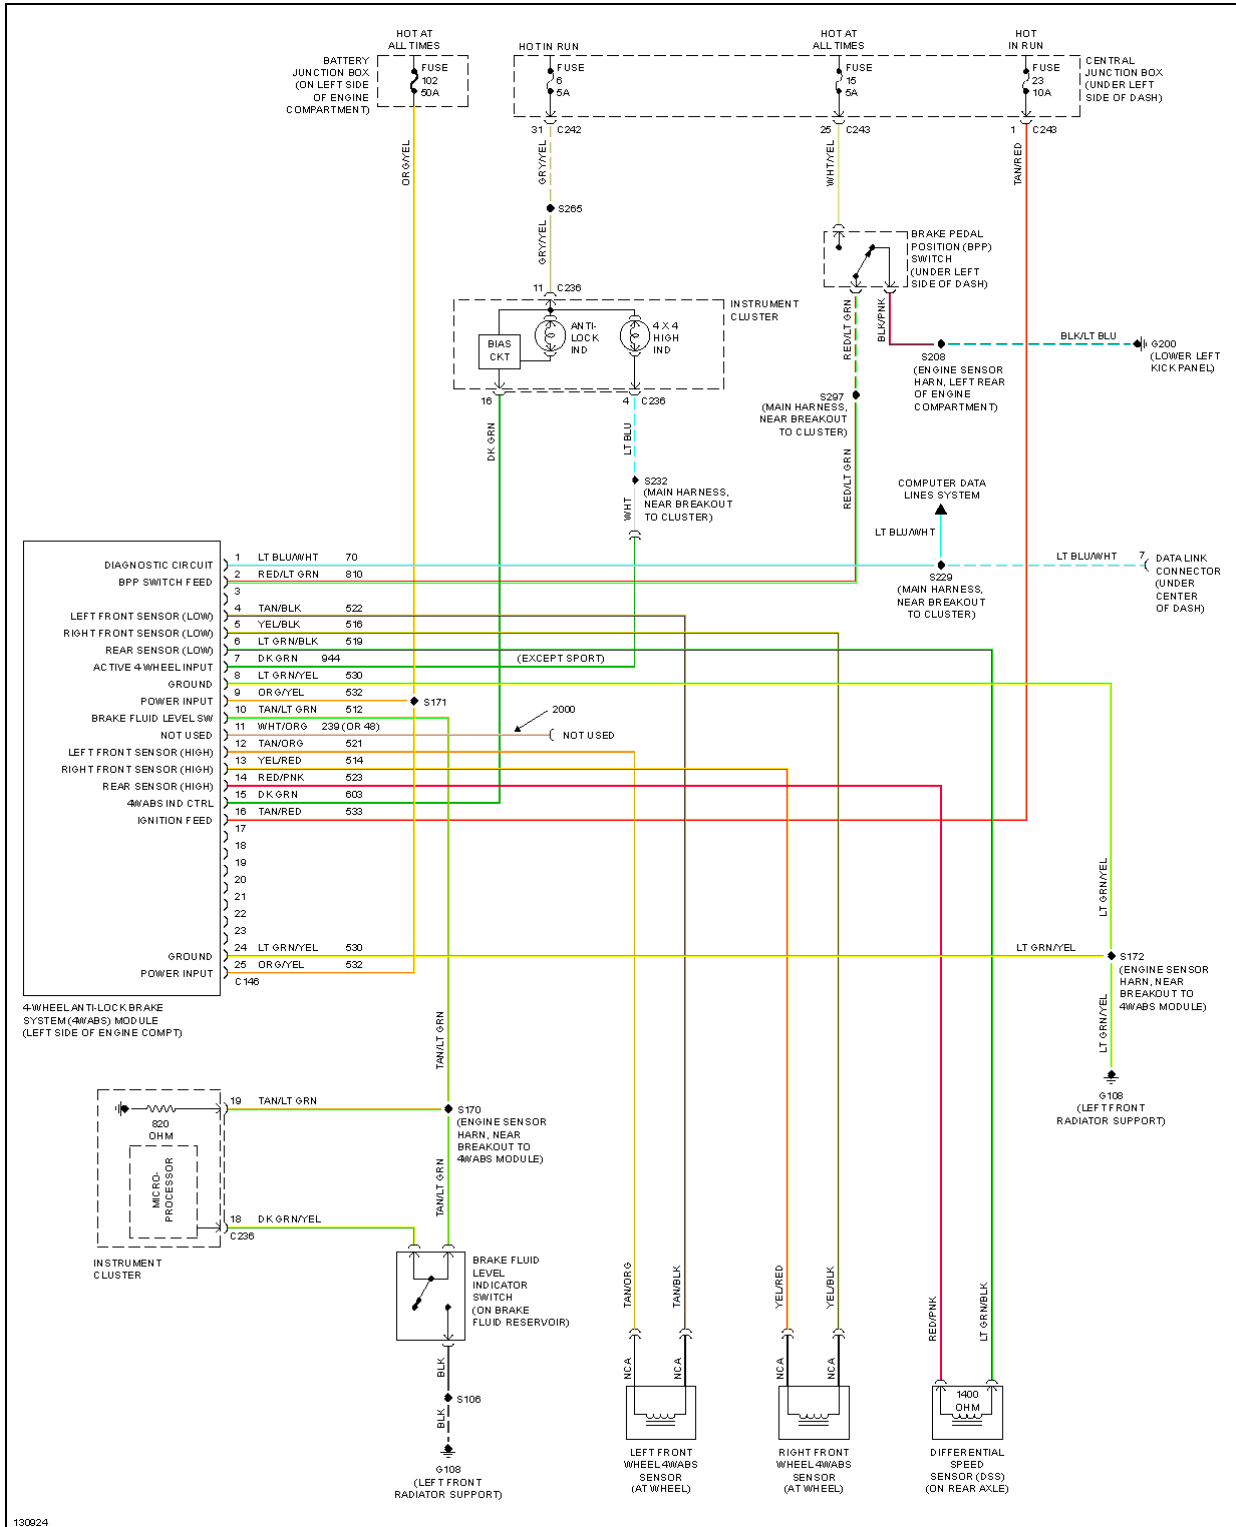 HOT AT
ALL TIMES
HOT IN RUN
HOT AT
ALL TIMES
HOT
IN RUN
BATTERY
JUNCTION BOX
(ON LEFT SIDE
OF ENGINE
COMPARTMENT)
FUSE
102
50A
FUSE
6
5A
FUSE
15
5A
FUSE
23
10A
CENTRAL
JUNCTION BOX
(UNDER LEFT
SIDE OF DASH)
31 C242
25 C243
1 C243
ORG/YEL
GRY/YEL
WHT/YEL
TAN/RED
S265
GRY/YEL
BRAKE PEDAL
POSITION (BPP)
SWITCH
(UNDER LEFT
SIDE OF DASH)
11 C236
INSTRUMENT
CLUSTER
BIAS
CKT
ANTI-
LOCK
IND
4 X 4
HIGH
IND
RED/LT GRN
BLK/PNK
BLK/LT BLU
G200
(LOWER LEFT
KICK PANEL)
S208
(ENGINE SENSOR
HARN, LEFT REAR
OF ENGINE
COMPARTMENT)
16
4 C236
S297
(MAIN HARNESS,
NEAR BREAKOUT
TO CLUSTER)
DK GRN
LT BLU
RED/LT GRN
S232
(MAIN HARNESS,
NEAR BREAKOUT
TO CLUSTER)
WHT
COMPUTER DATA
LINES SYSTEM
LT BLU/WHT
LT BLU/WHT
7
DATA LINK
CONNECTOR
(UNDER
CENTER
OF DASH)
S229
(MAIN HARNESS,
NEAR BREAKOUT
TO CLUSTER)
DIAGNOSTIC CIRCUIT 1 LT BLU/WHT 70
BPP SWITCH FEED 2 RED/LT GRN 810
3
LEFT FRONT SENSOR (LOW) 4 TAN/BLK 522
RIGHT FRONT SENSOR (LOW) 5 YEL/BLK 516
REAR SENSOR (LOW) 6 LT GRN/BLK 519
ACTIVE 4-WHEEL INPUT 7 DK GRN 944 (EXCEPT SPORT)
GROUND 8 LT GRN/YEL 530
POWER INPUT 9 ORG/YEL 532 S171
BRAKE FLUID LEVEL SW 10 TAN/LT GRN 512
2000
NOT USED 11 WHT/ORG 239 (OR 48) NOT USED
LEFT FRONT SENSOR (HIGH) 12 TAN/ORG 521
RIGHT FRONT SENSOR (HIGH) 13 YEL/RED 514
REAR SENSOR (HIGH) 14 RED/PNK 523
4WABS IND CTRL 15 DK GRN 603
IGNITION FEED 16 TAN/RED 533
17
18
19
20
21
22
23
GROUND 24 LT GRN/YEL 530
POWER INPUT 25 ORG/YEL 532
C146
4-WHEEL ANTI-LOCK BRAKE
SYSTEM (4WABS) MODULE
(LEFT SIDE OF ENGINE COMPT)
LT GRN/YEL
LT GRN/YEL
S172
(ENGINE SENSOR
HARN, NEAR
BREAKOUT TO
4WABS MODULE)
LT GRN/YEL
G108
(LEFT FRONT
RADIATOR SUPPORT)
TAN/LT GRN
19 TAN/LT GRN
820
OHM
S170
(ENGINE SENSOR
HARN, NEAR
BREAKOUT TO
4WABS MODULE)
MICRO-
PROCESSOR
TAN/LT GRN
18 DK GRN/YEL
C236
INSTRUMENT
CLUSTER
BRAKE FLUID
LEVEL
INDICATOR
SWITCH
(ON BRAKE
FLUID RESERVOIR)
BLK
S106
BLK
G108
(LEFT FRONT
RADIATOR SUPPORT)
TAN/ORG
TAN/BLK
YEL/RED
YEL/BLK
RED/PNK
LT GRN/BLK
NCA
NCA
NCA
NCA
1400
OHM
LEFT FRONT
WHEEL 4WABS
SENSOR
(AT WHEEL)
RIGHT FRONT
WHEEL 4WABS
SENSOR
(AT WHEEL)
DIFFERENTIAL
SPEED
SENSOR (DSS)
(ON REAR AXLE)
130924